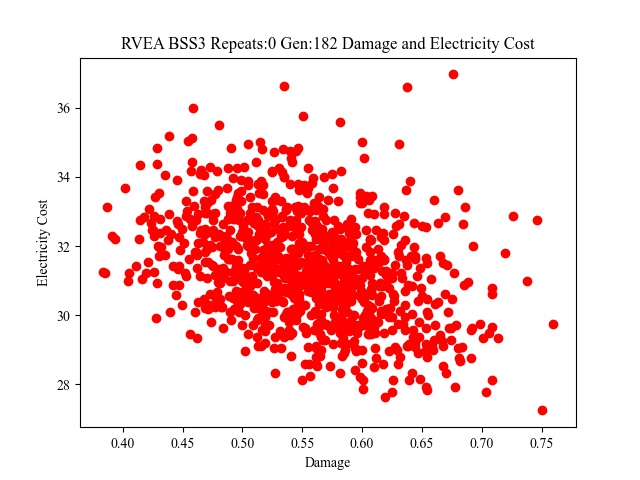 RVEA BSS3 Repeats:0 Gen:182 Damage and Electricity Cost
36
34
32
30
28
Electricity Cost
0.40 0.45 0.50 0.55 0.60 0.65 0.70 0.75
Damage